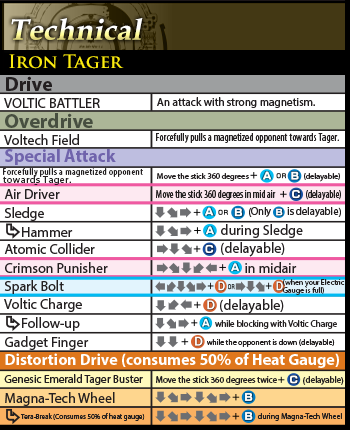 Technical
IRON TAGER
Drive
VOLTIC BATTLER An attack with strong magnetism.
Overdrive
Voltech Field Forcefully pulls a magnetized opponent towards Tager.
Special Attack
Forcefully pulls a magnetized opponent
towards Tager.
Move the stick 360 degrees + A OR B (delayable)
Air Driver Move the stick 360 degrees in mid air + C (delayable)
Sledge ⬇⬊➡ + A OR B (Only B is delayable)
↳Hammer ⬇⬊➡ + A during Sledge
Atomic Collider ➡⬇⬊ + C (delayable)
Crimson Punisher ➡⬊⬇⬋⬅ + A in midair
Spark Bolt ⬅⬋⬇⬊➡ + D OR ➡⬇⬊ + D (when your Electric
Gauge is full)
Voltic Charge ⬇⬋⬅ + D (delayable)
↳Follow-up ⬇⬊➡ + A while blocking with Voltic Charge
Gadget Finger ⬇⬇ + D while the opponent is down (delayable)
Distortion Drive (consumes 50% of Heat Gauge)
Genesic Emerald Tager Buster Move the stick 360 degrees twice + C (delayable)
Magna-Tech Wheel ⬇⬊➡⬇⬊➡ + B
↳Tera-Break (Consumes 50% of heat gauge) ⬇⬊➡⬇⬊➡ + B during Magna-Tech Wheel